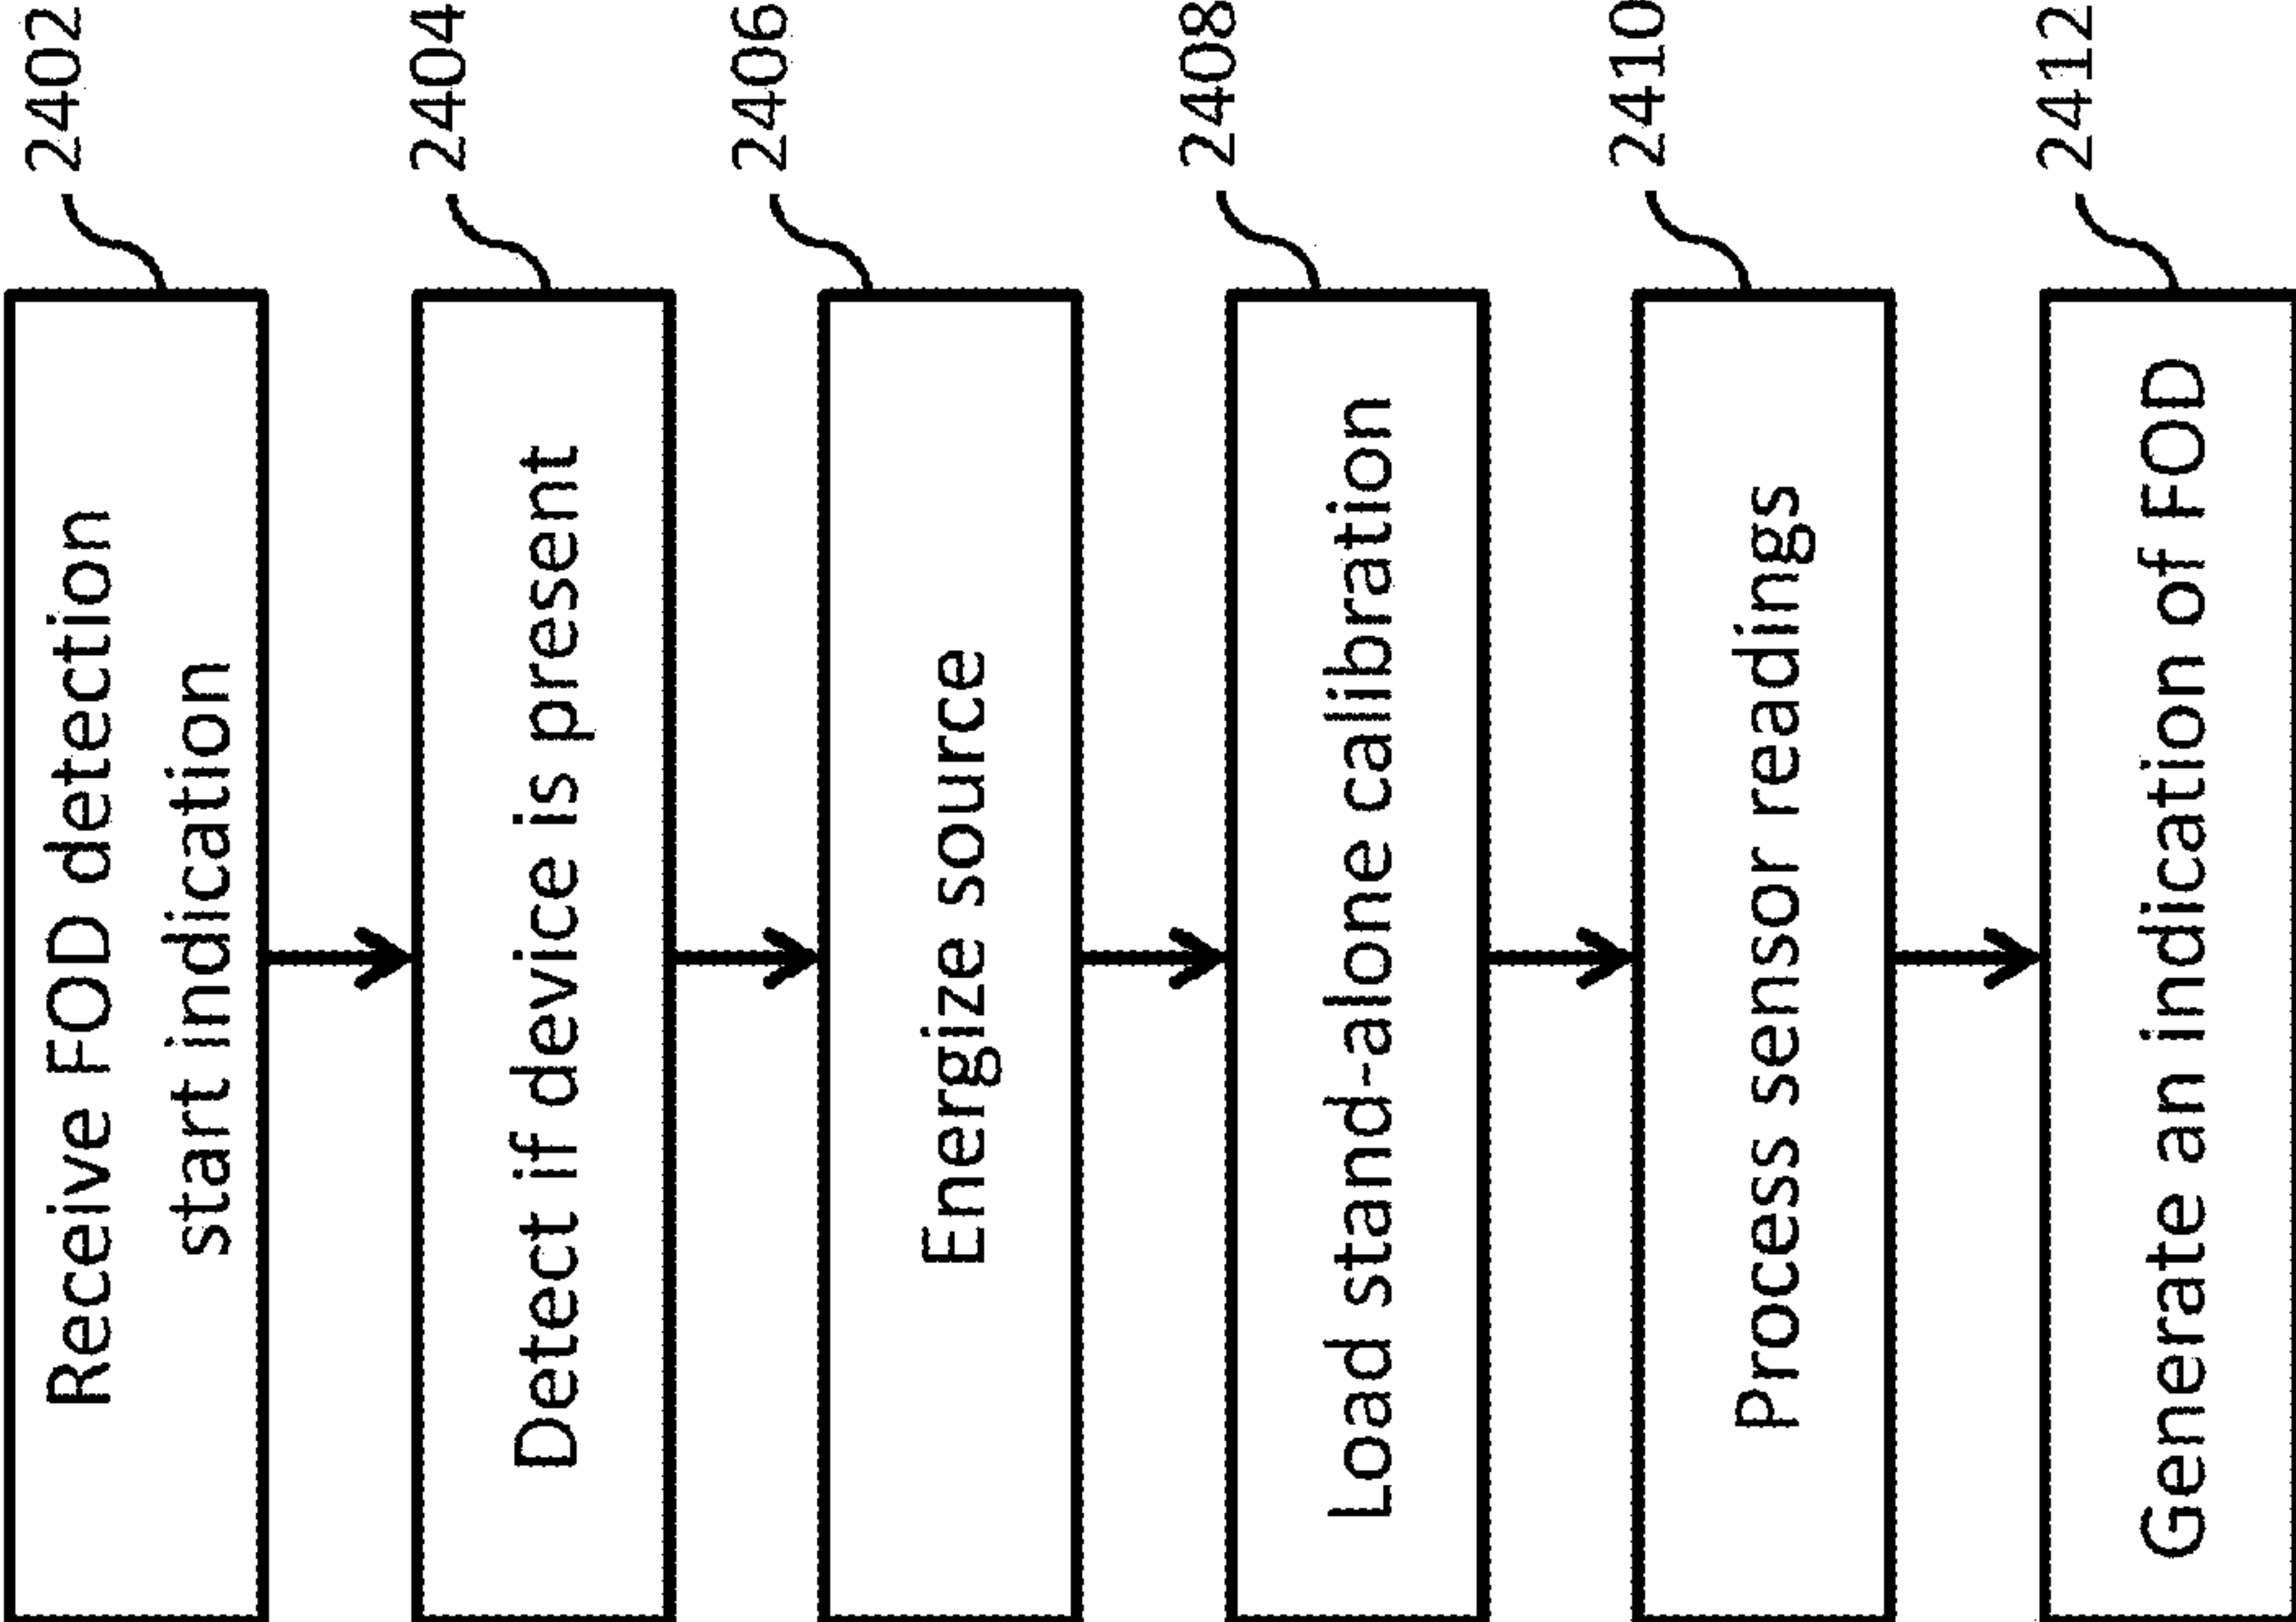 Receive FOD detection
start indication
2402
Detect if device is present
2404
Energize source
2406
Load stand-alone calibration
2408
Process sensor readings
2410
Generate an indication of FOD
2412